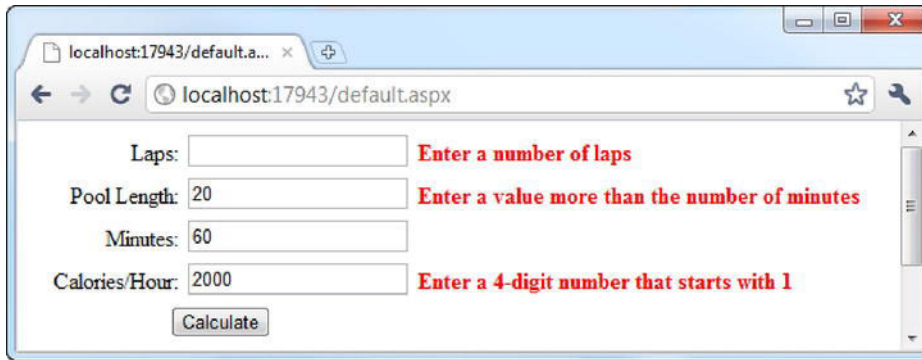 localhost:17943/default.a...
localhost:17943/default.aspx
Laps: Enter a number of laps
Pool Length: 20 Enter a value more than the number of minutes
Minutes: 60
Calories/Hour: 2000 Enter a 4-digit number that starts with 1
Calculate